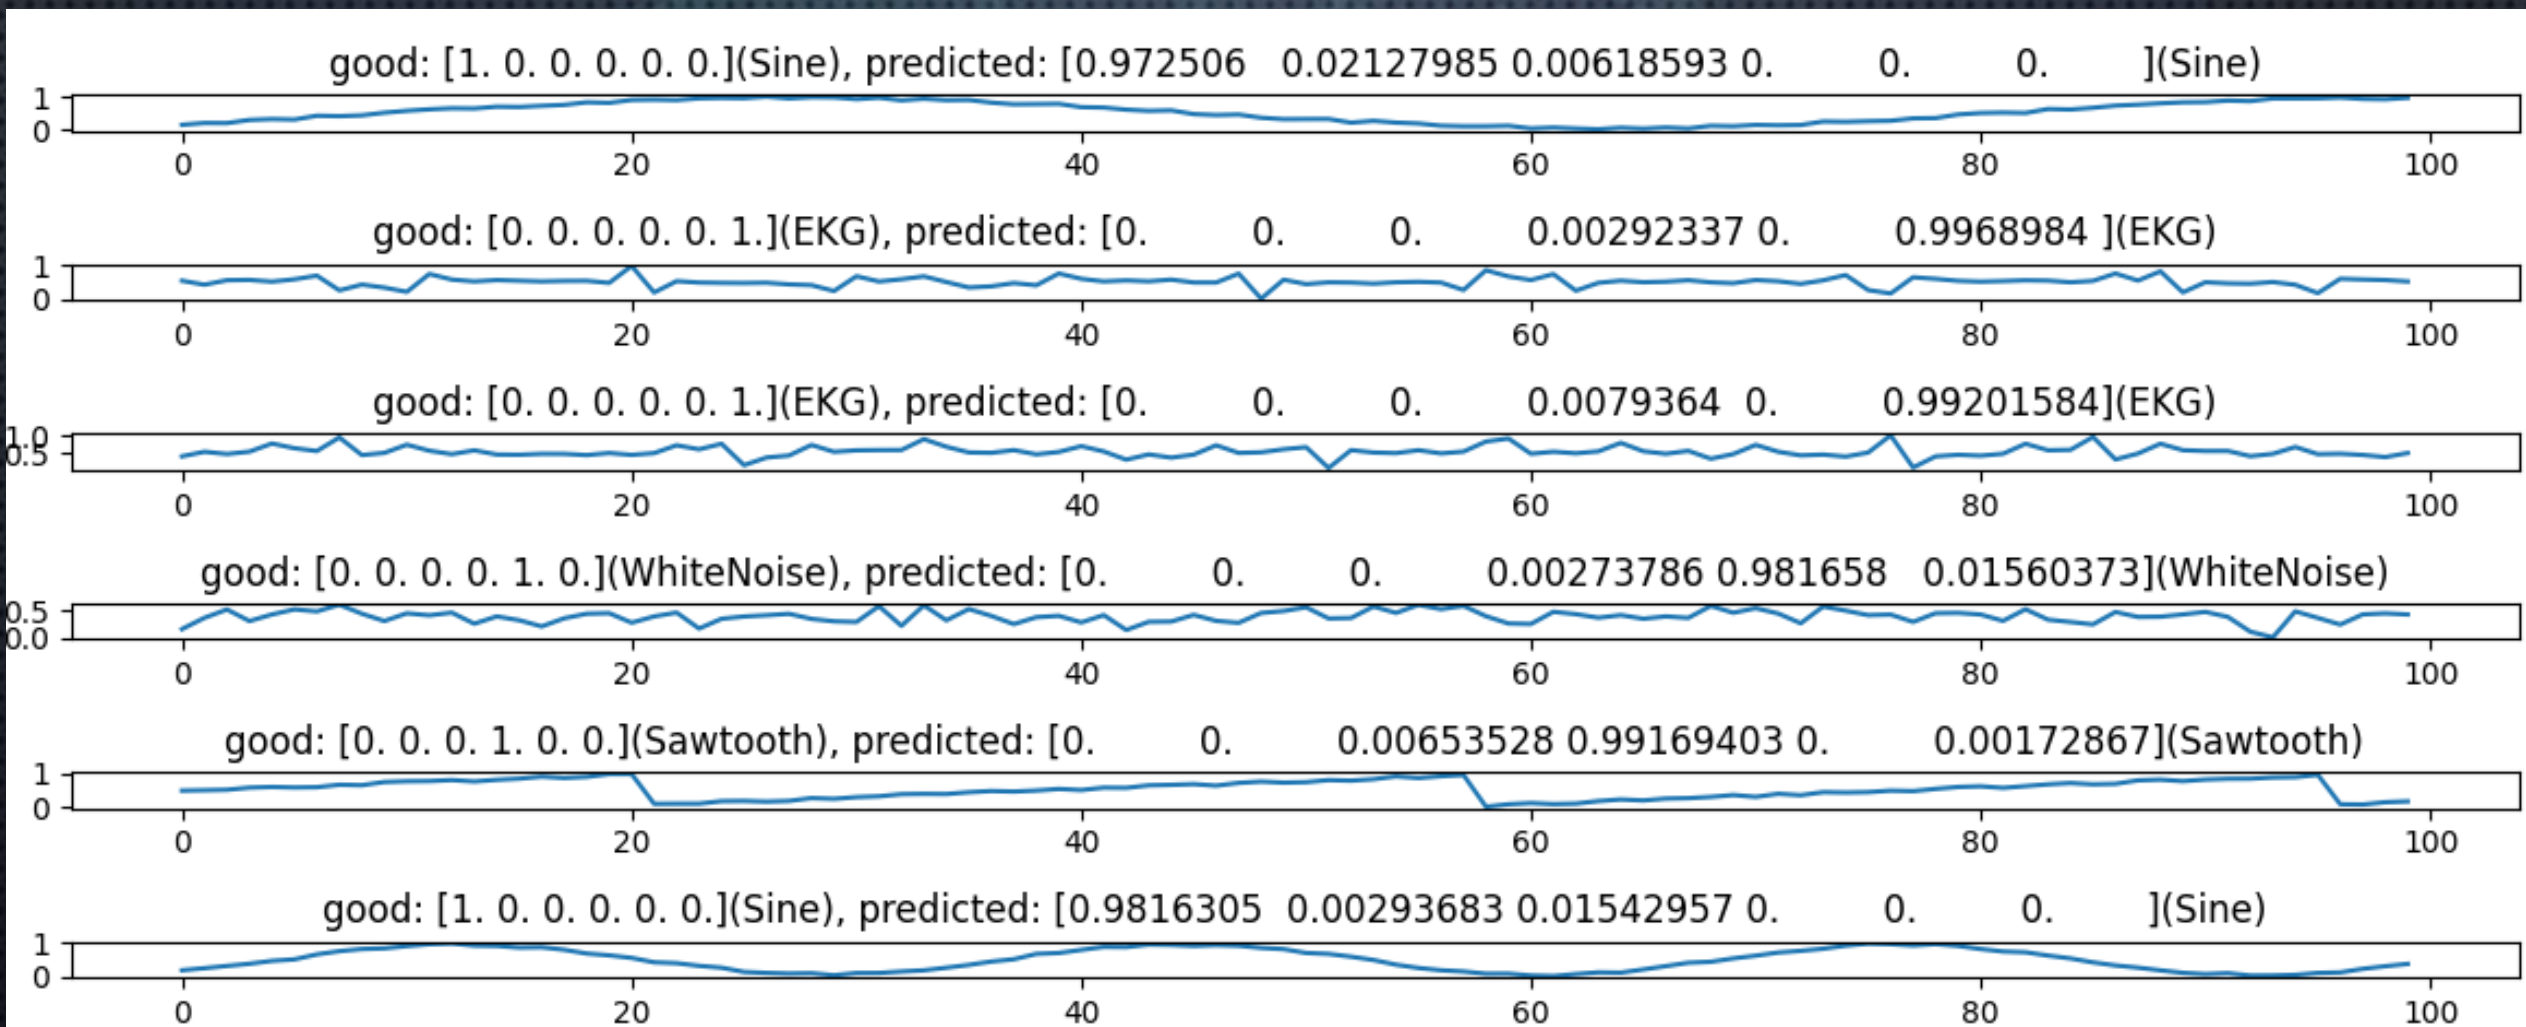 good: [1. 0. 0. 0. 0. 0.](Sine), predicted: [0.972506 0.02127985 0.00618593 0. 0. 0. ](Sine)
1
0
0 20 40 60 80 100
good: [0. 0. 0. 0. 0. 1.](EKG), predicted: [0. 0. 0. 0.00292337 0. 0.9968984 ](EKG)
1
0
0 20 40 60 80 100
good: [0. 0. 0. 0. 0. 1.](EKG), predicted: [0. 0. 0. 0.0079364 0. 0.99201584](EKG)
1.0
0.5
0 20 40 60 80 100
good: [0. 0. 0. 0. 1. 0.](WhiteNoise), predicted: [0. 0. 0. 0.00273786 0.981658 0.01560373](WhiteNoise)
0.5
0.0
0 20 40 60 80 100
good: [0. 0. 0. 1. 0. 0.](Sawtooth), predicted: [0. 0. 0.00653528 0.99169403 0. 0.00172867](Sawtooth)
1
0
0 20 40 60 80 100
good: [1. 0. 0. 0. 0. 0.](Sine), predicted: [0.9816305 0.00293683 0.01542957 0. 0. 0. ](Sine)
1
0
0 20 40 60 80 100